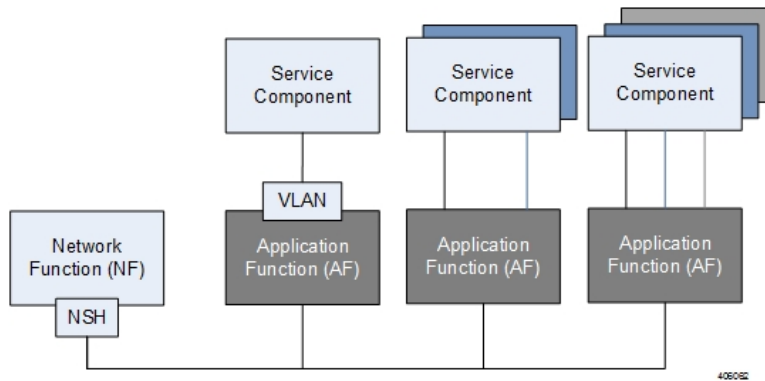 Service
Component
Service
Component
Service
Component
VLAN
Network
Function (NF)
Application
Function (AF)
Application
Function (AF)
Application
Function (AF)
NSH
406062